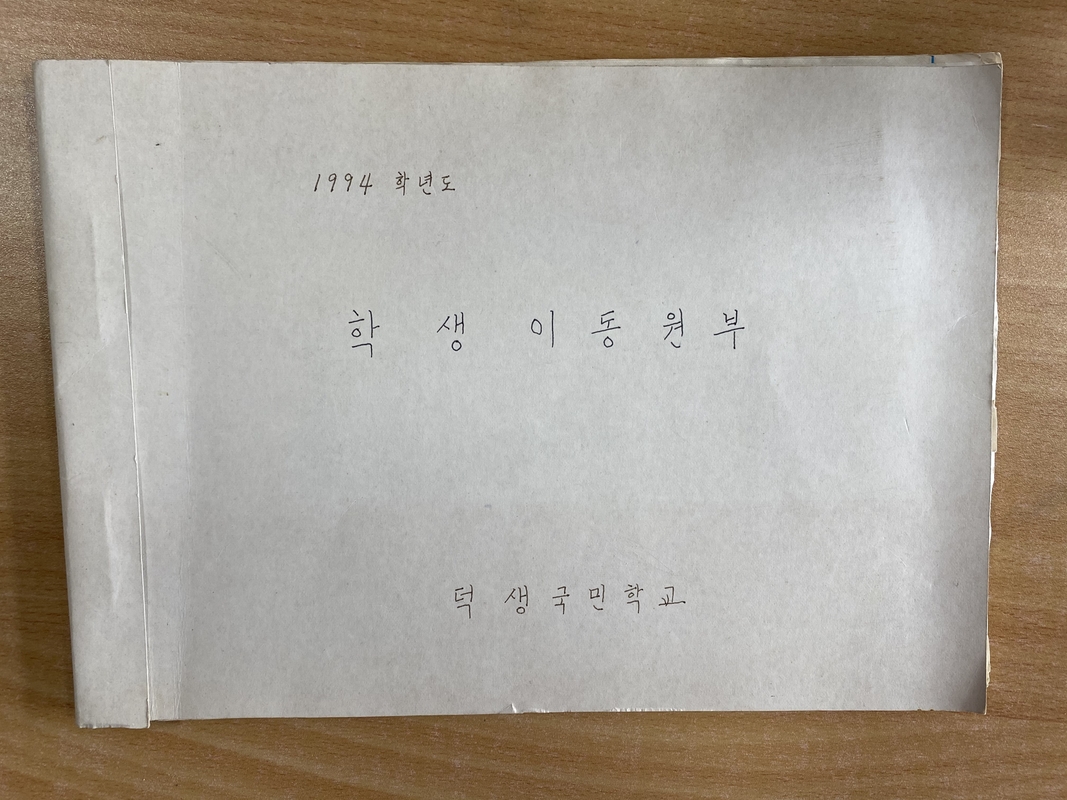 1994 학년도
학 생 이 동 원 부
덕 생 국 민 학 교